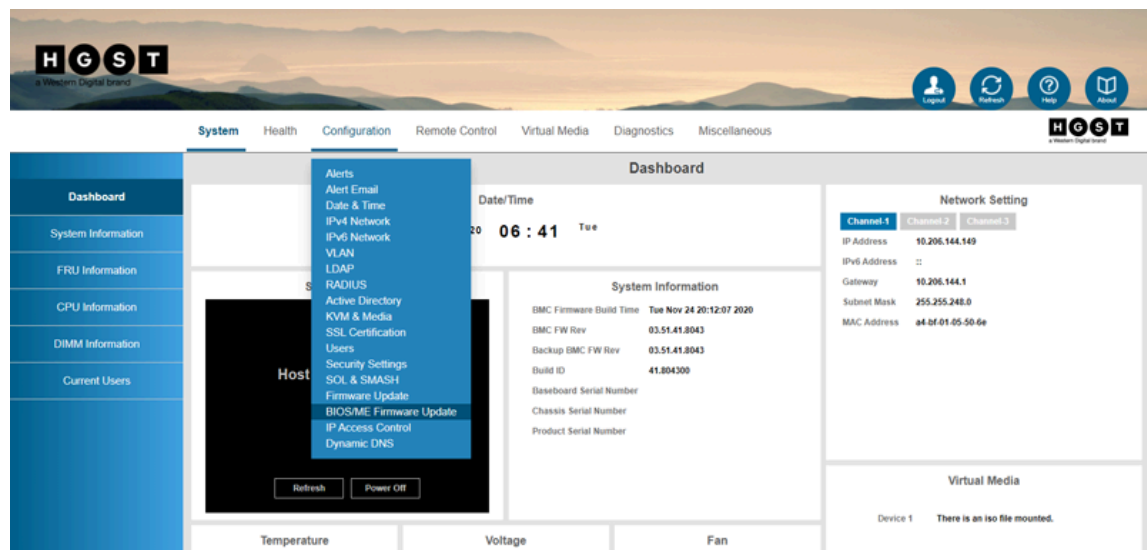 HGST
a Western Digital brand
Logout
Refresh
Help
About
System Health Configuration Remote Control Virtual Media Diagnostics Miscellaneous
HGST
a Western Digital brand
Dashboard
System Information
FRU Information
CPU Information
DIMM Information
Current Users
Alerts
Alert Email
Date & Time
IPv4 Network
IPv6 Network
VLAN
LDAP
RADIUS
Active Directory
KVM & Media
SSL Certification
Users
Security Settings
SOL & SMASH
Firmware Update
BIOS/ME Firmware Update
IP Access Control
Dynamic DNS
Dashboard
Date/Time
20 06 : 41 Tue
S
Host
Refresh Power Off
System Information
BMC Firmware Build Time Tue Nov 24 20:12:07 2020
BMC FW Rev 03.51.41.8043
Backup BMC FW Rev 03.51.41.8043
Build ID 41.804300
Baseboard Serial Number
Chassis Serial Number
Product Serial Number
Network Setting
Channel-1 Channel-2 Channel-3
IP Address 10.206.144.149
IPv6 Address ::
Gateway 10.206.144.1
Subnet Mask 255.255.248.0
MAC Address a4-bf-01-05-50-6e
Virtual Media
Device 1 There is an iso file mounted.
Temperature Voltage Fan